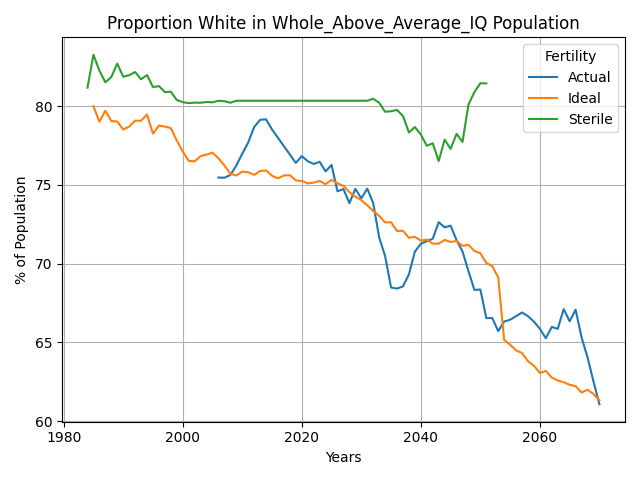 Proportion White in Whole_Above_Average_IQ Population
% of Population
80
75
70
65
60
1980
2000
2020
2040
2060
Years
Fertility
Actual
Ideal
Sterile